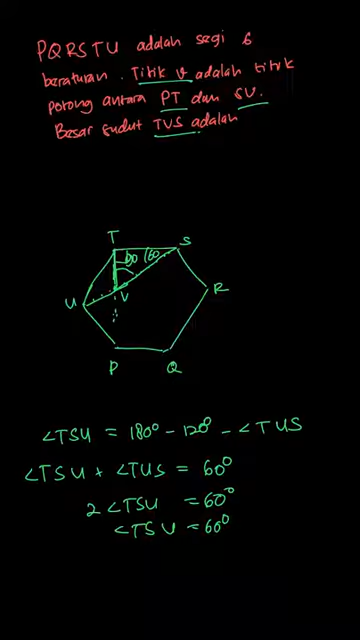 PQRSTU adalah segi 6
beraturan. Titik V adalah titik
potong antara PT dan SU.
Besar sudut TVS adalah
T
S
60
U
V
R
P
Q
∠TSU = 180° - 120° - ∠TUS
∠TSU + ∠TUS = 60°
2 ∠TSU = 60°
∠TSU = 60°